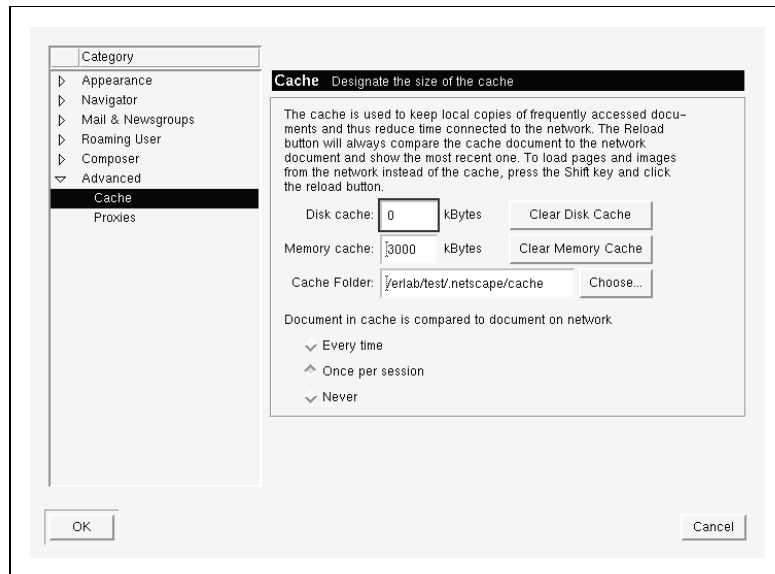 Category
Appearance
Navigator
Mail & Newsgroups
Roaming User
Composer
Advanced
Cache
Proxies
Cache Designate the size of the cache
The cache is used to keep local copies of frequently accessed docu-
ments and thus reduce time connected to the network. The Reload
button will always compare the cache document to the network
document and show the most recent one. To load pages and images
from the network instead of the cache, press the Shift key and click
the reload button.
Disk cache: 0 kBytes Clear Disk Cache
Memory cache: 3000 kBytes Clear Memory Cache
Cache Folder: /erlab/test/.netscape/cache Choose...
Document in cache is compared to document on network
Every time
Once per session
Never
OK Cancel